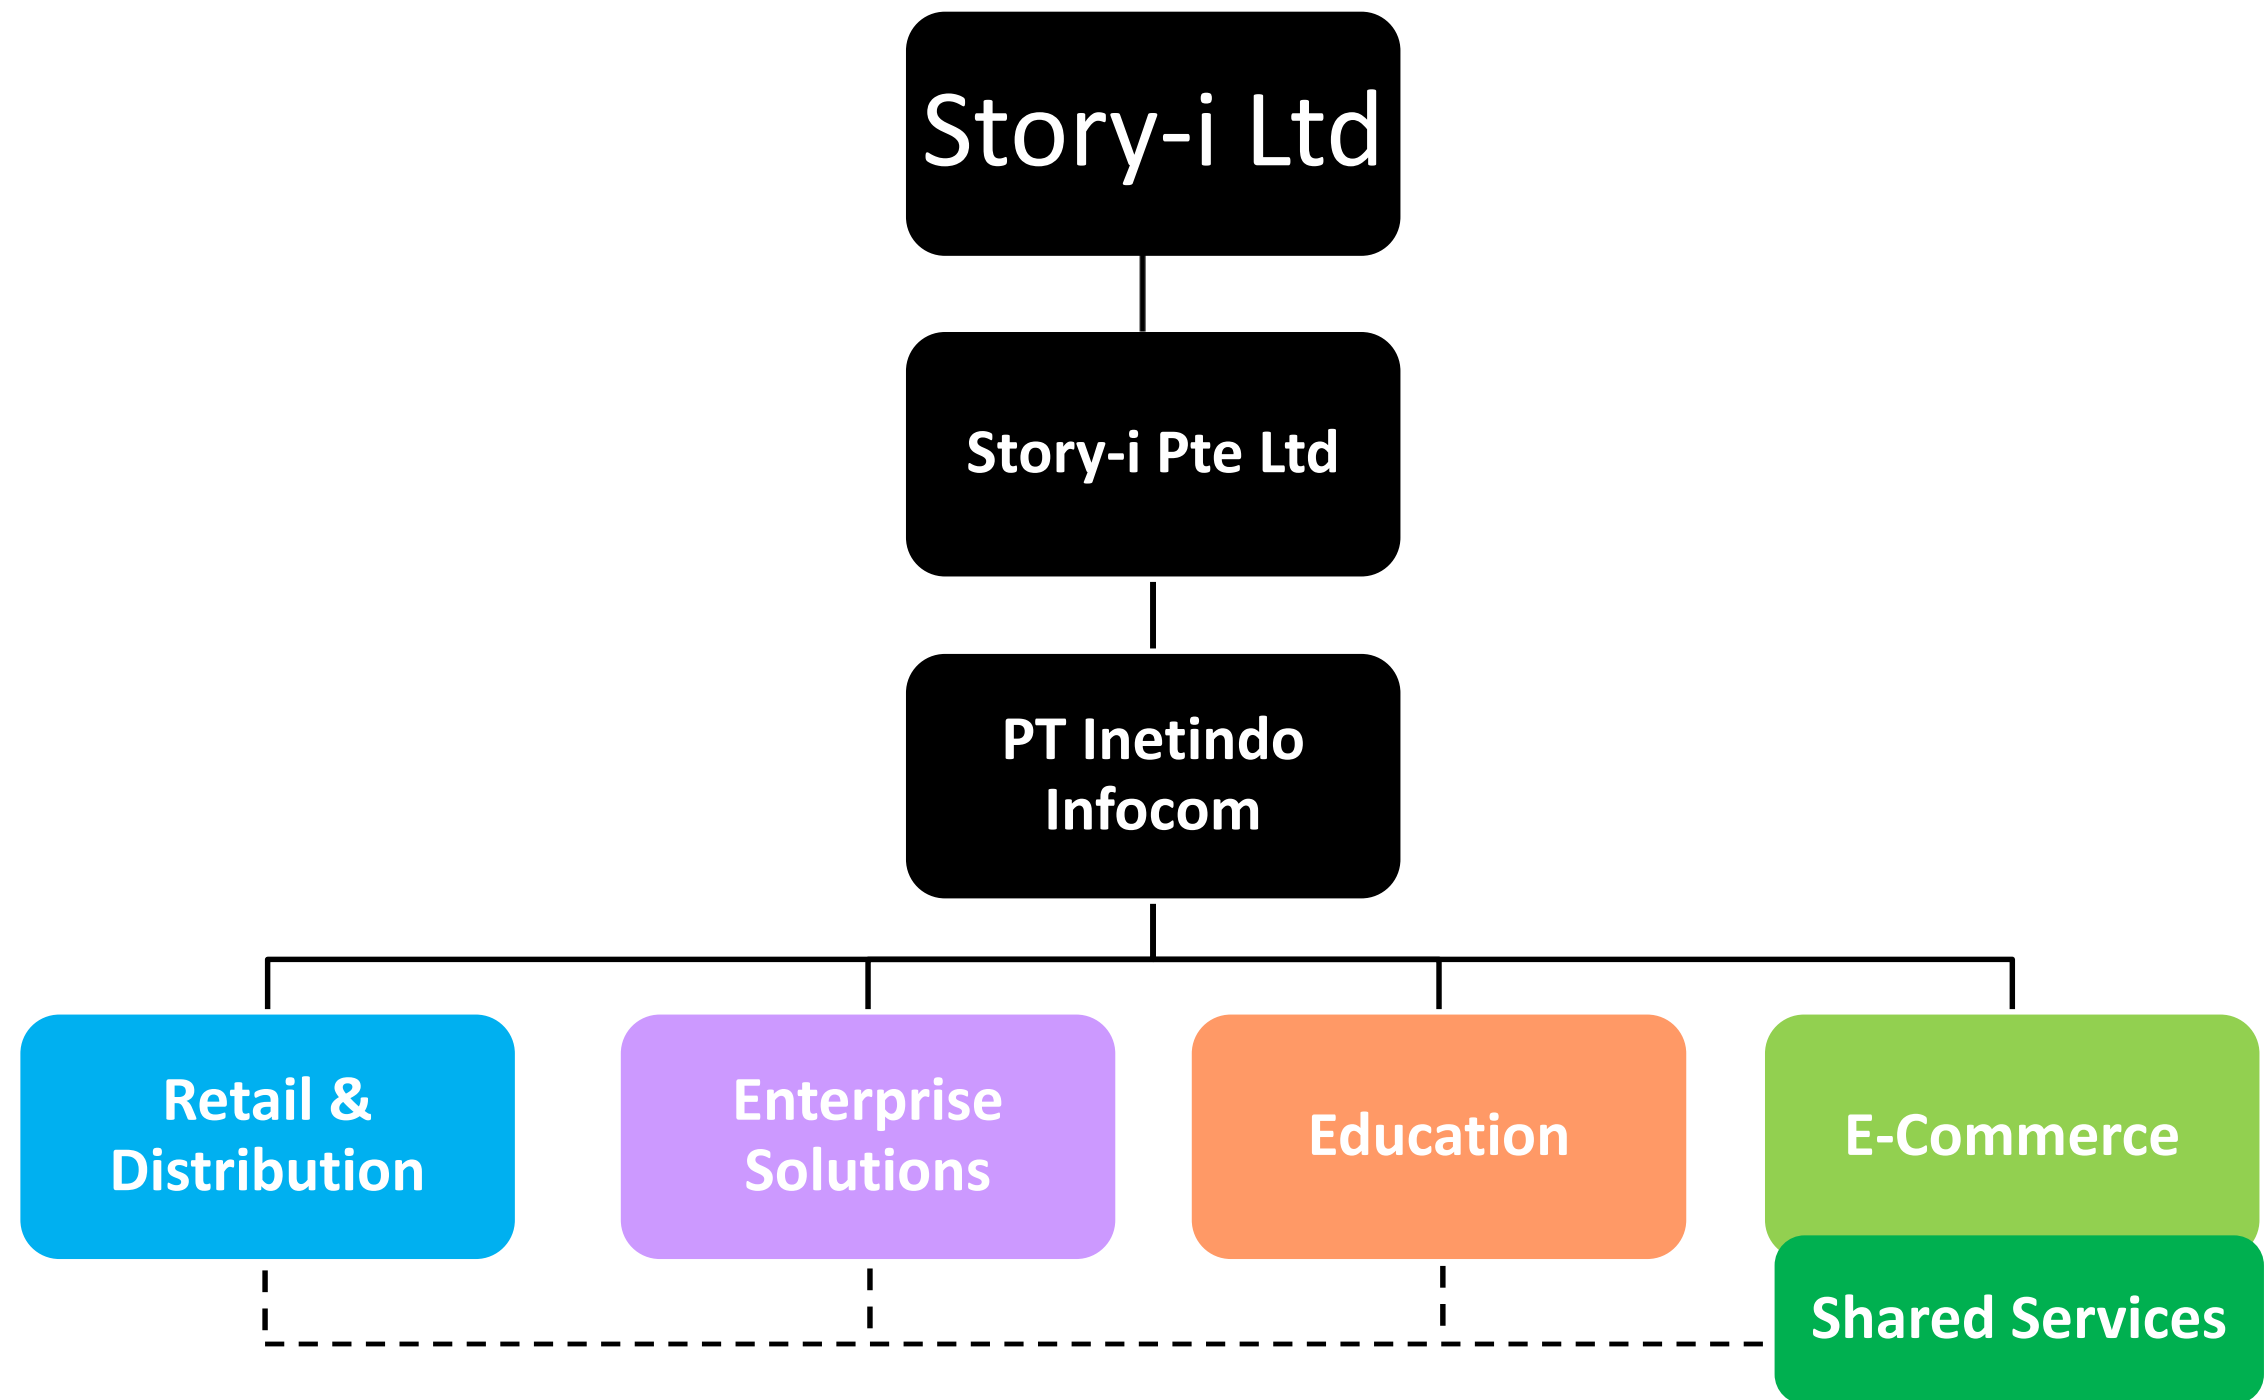 Story-i Ltd
Story-i Pte Ltd
PT Inetindo
Infocom
Retail &
Distribution
Enterprise
Solutions
Education
E-Commerce
Shared Services